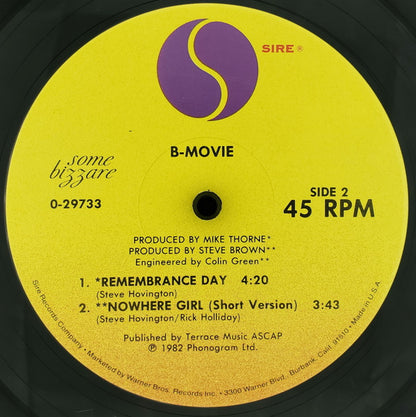 SIRE ®
B-MOVIE
some
bizzare
0-29733
SIDE 2
45 RPM
PRODUCED BY MIKE THORNE*
PRODUCED BY STEVE BROWN**
Engineered by Colin Green**
1. *REMEMBRANCE DAY 4:20
(Steve Hovington)
2. **NOWHERE GIRL (Short Version) 3:43
(Steve Hovington/Rick Holliday)
Published by Terrace Music ASCAP
℗ 1982 Phonogram Ltd.
Sire Records Company • Marketed by Warner Bros. Records Inc. • 3300 Warner Blvd., Burbank, Calif. 91510 • Made in U.S.A.